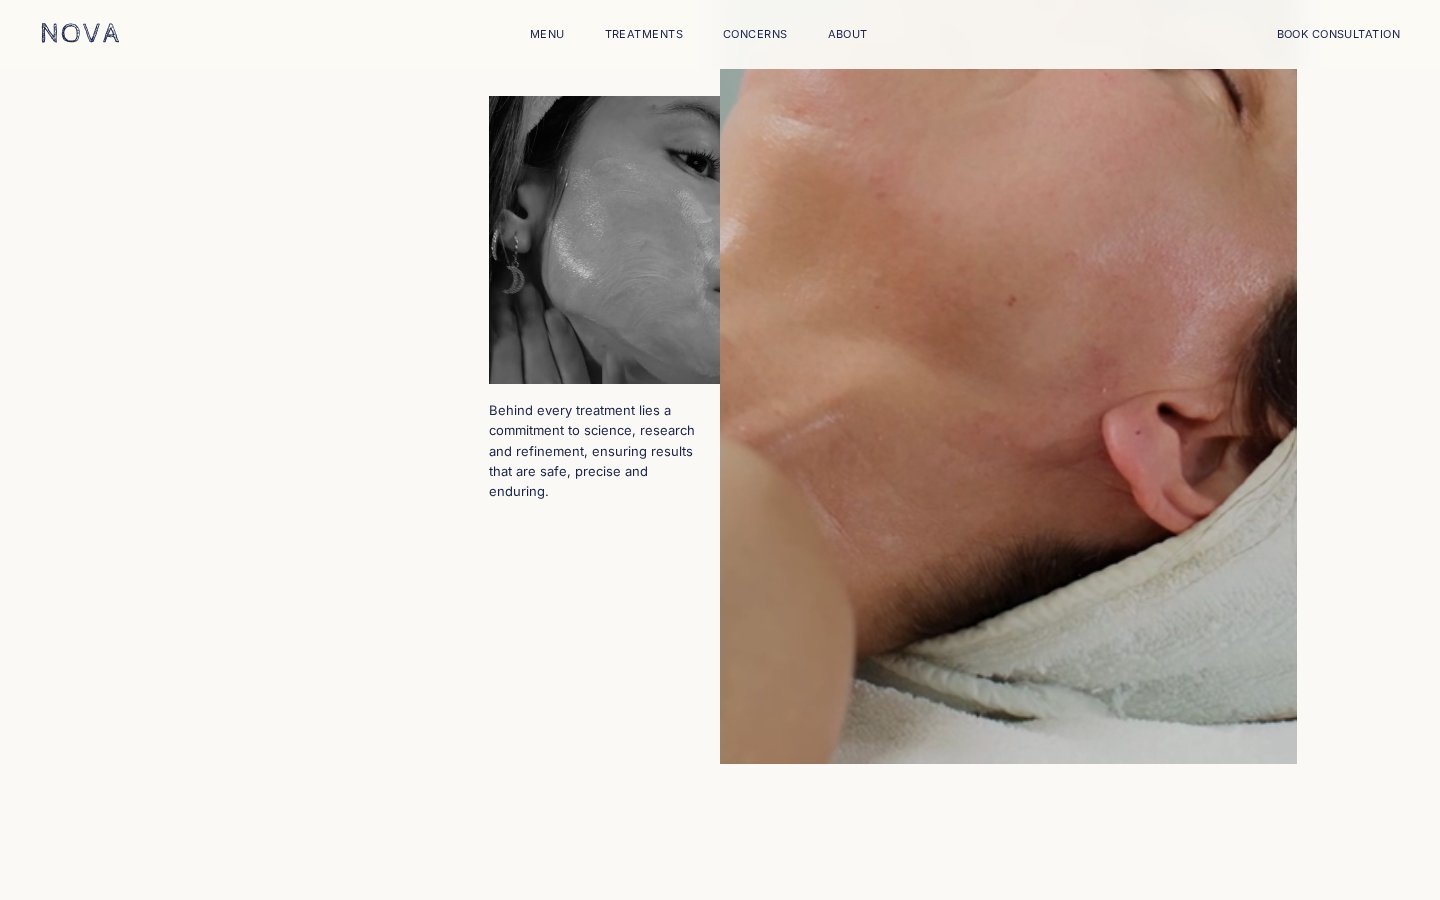 NOVA
MENU
TREATMENTS
CONCERNS
ABOUT
BOOK CONSULTATION
Behind every treatment lies a
commitment to science, research
and refinement, ensuring results
that are safe, precise and
enduring.